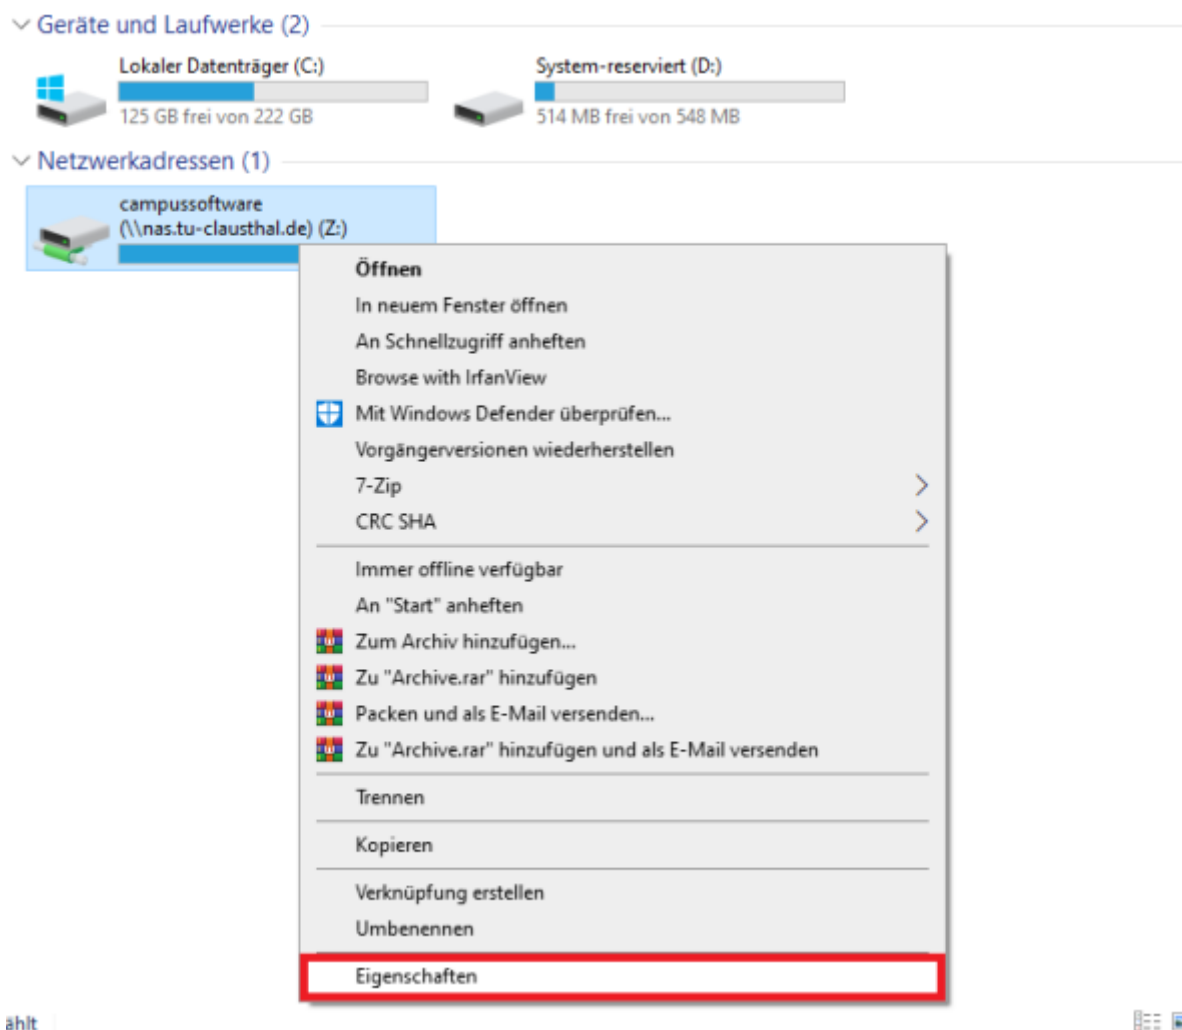 Geräte und Laufwerke (2)
Lokaler Datenträger (C:)
125 GB frei von 222 GB
System-reserviert (D:)
514 MB frei von 548 MB
Netzwerkadressen (1)
campussoftware
(\\nas.tu-clausthal.de) (Z:)
Öffnen
In neuem Fenster öffnen
An Schnellzugriff anheften
Browse with IrfanView
Mit Windows Defender überprüfen...
Vorgängerversionen wiederherstellen
7-Zip
CRC SHA
Immer offline verfügbar
An "Start" anheften
Zum Archiv hinzufügen...
Zu "Archive.rar" hinzufügen
Packen und als E-Mail versenden...
Zu "Archive.rar" hinzufügen und als E-Mail versenden
Trennen
Kopieren
Verknüpfung erstellen
Umbenennen
Eigenschaften
ählt